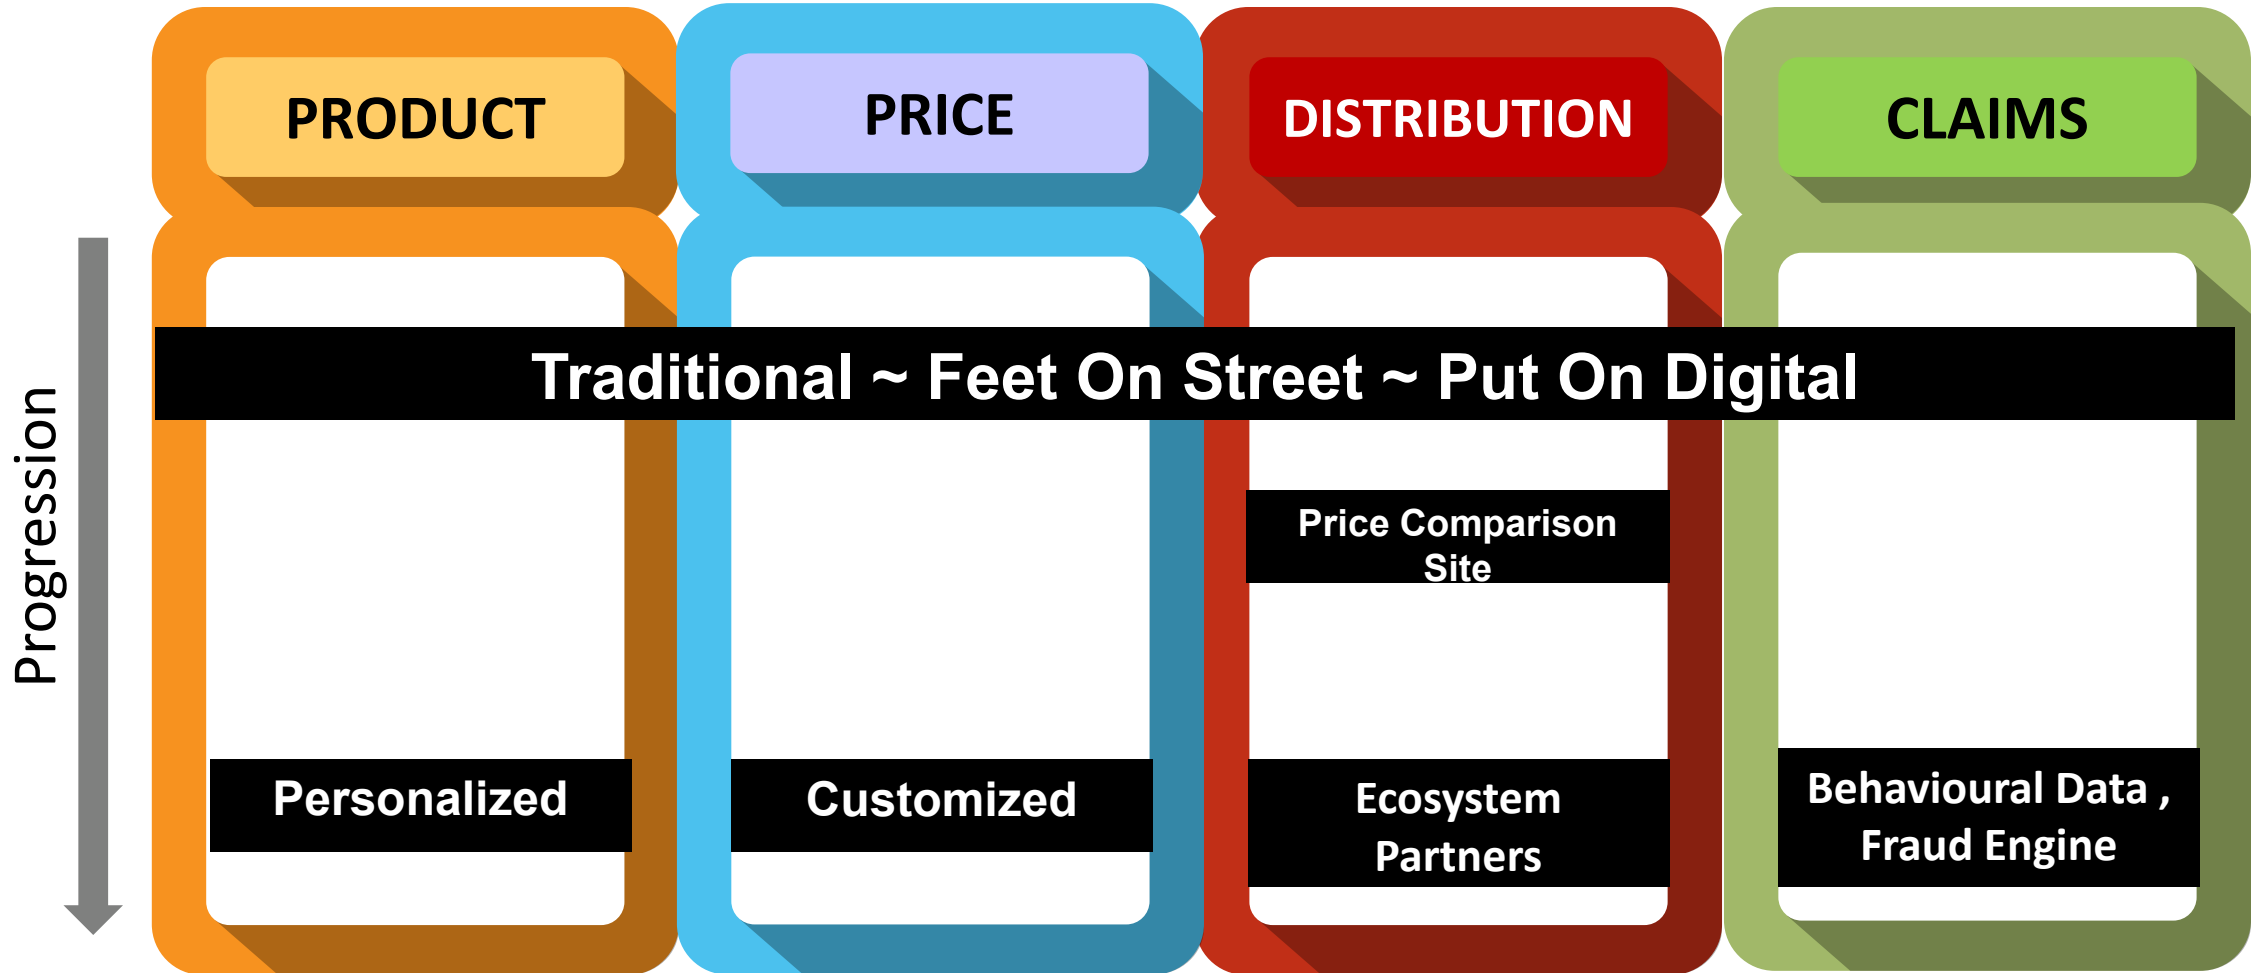 PRODUCT
PRICE
DISTRIBUTION
CLAIMS
Progression
Traditional ~ Feet On Street ~ Put On Digital
Price Comparison
Site
Personalized
Customized
Ecosystem
Partners
Behavioural Data ,
Fraud Engine